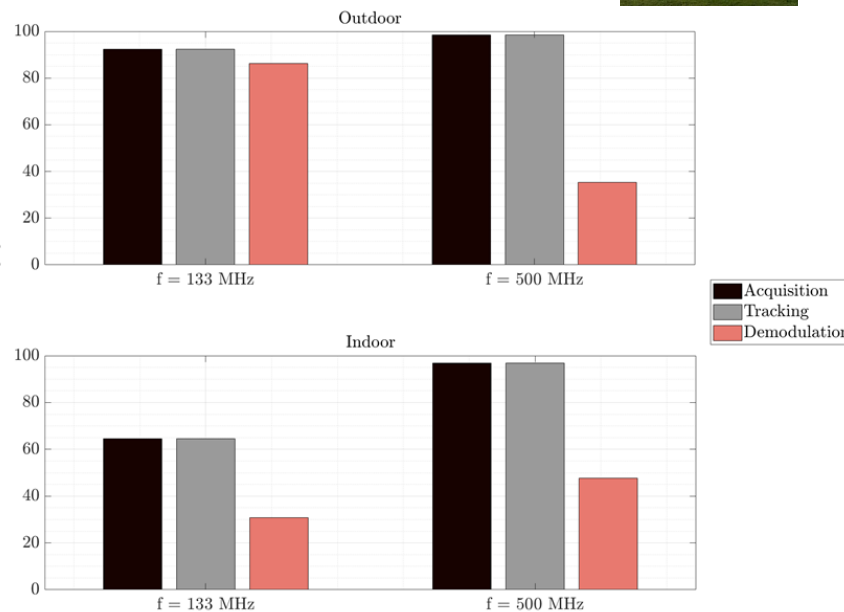 Outdoor
100
80
60
40
20
0
f = 133 MHz
f = 500 MHz
Acquisition
Tracking
Demodulation
Indoor
100
80
60
40
20
0
f = 133 MHz
f = 500 MHz